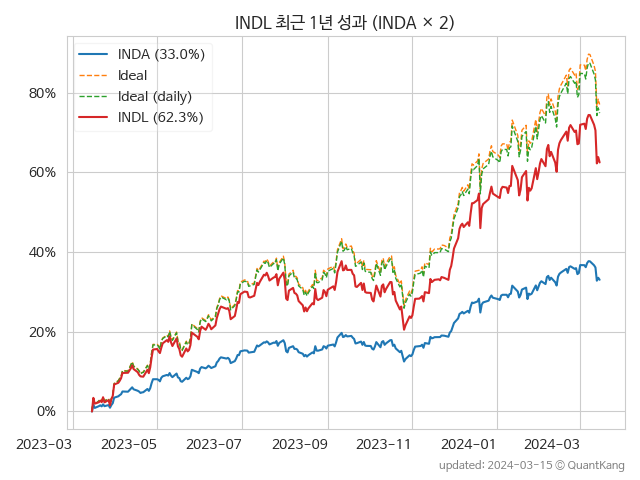 INDL 최근 1년 성과 (INDA × 2)
INDA (33.0%)
Ideal
Ideal (daily)
INDL (62.3%)
80%
60%
40%
20%
0%
2023-03 2023-05 2023-07 2023-09 2023-11 2024-01 2024-03
updated: 2024-03-15 © QuantKang